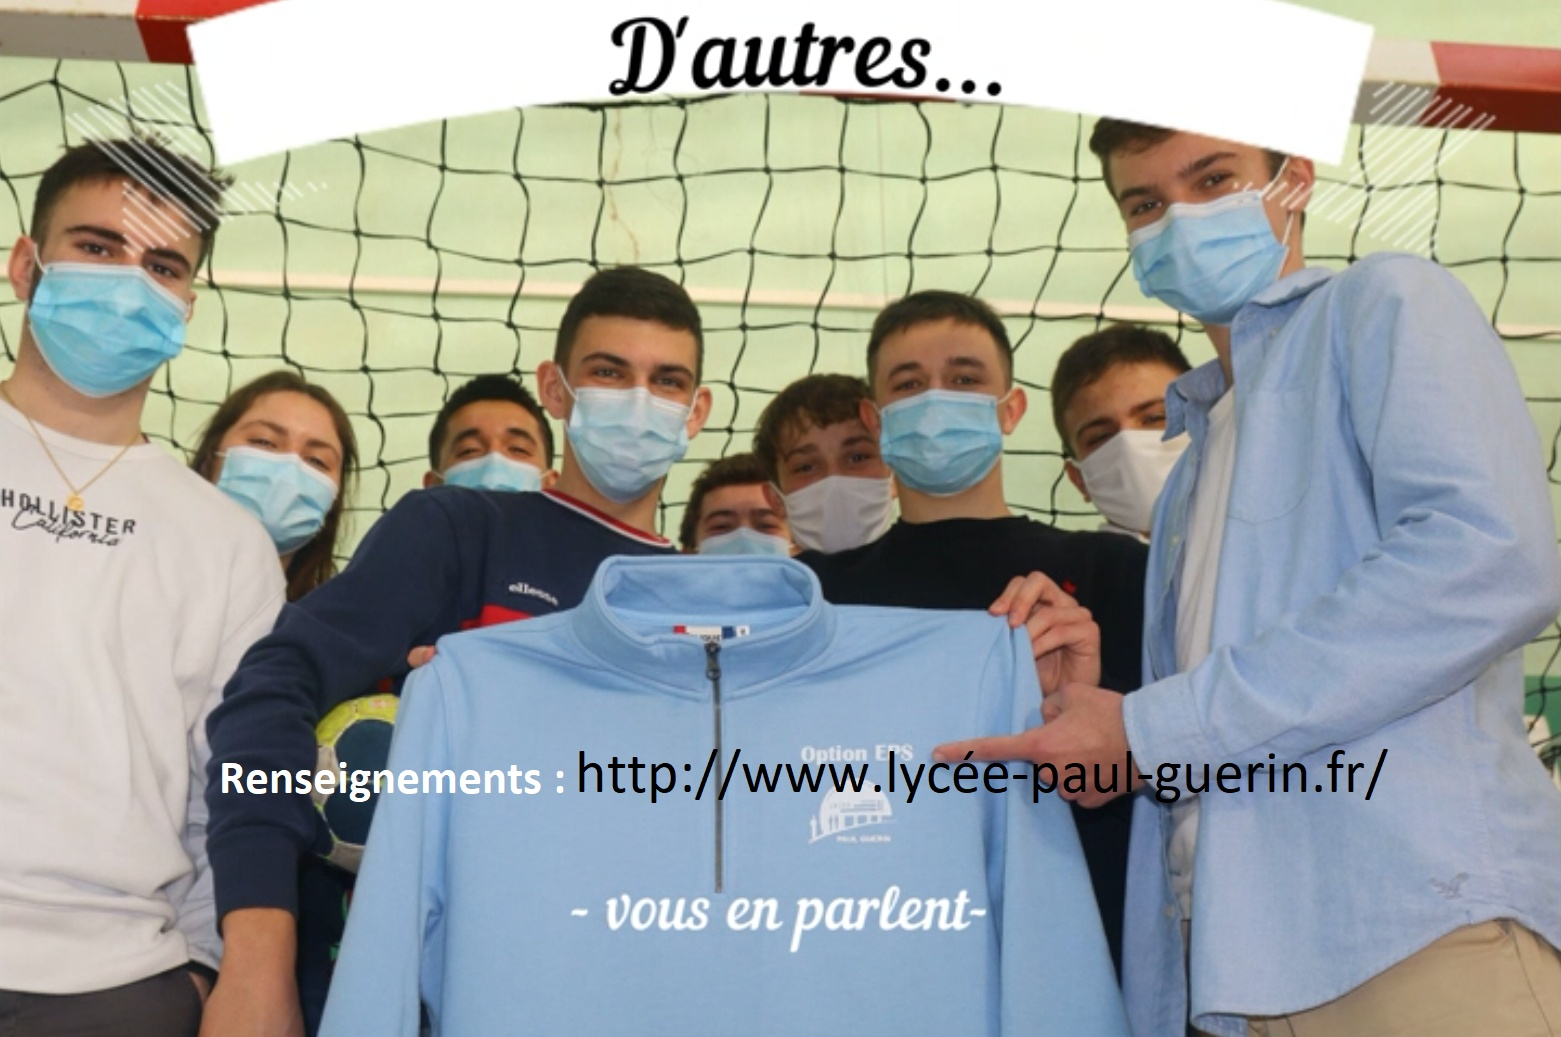 D'autres...
HOLLISTER
California
ellesse
Option EPS
Renseignements : http://www.lycée-paul-guerin.fr/
PAUL GUERIN
- vous en parlent-